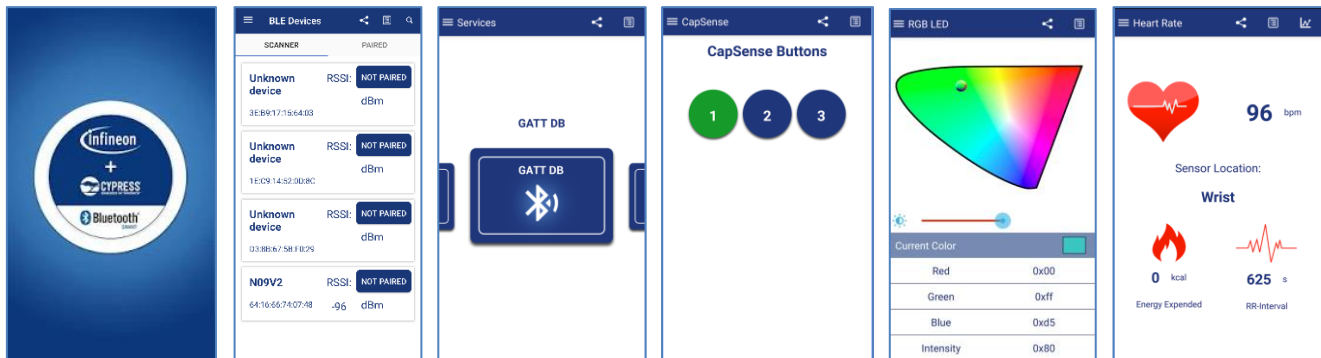 infineon
+
CYPRESS
Bluetooth
SMART
BLE Devices
SCANNER PAIRED
Unknown device RSSI: NOT PAIRED
dBm
3E:B9:17:15:64:03
Unknown device RSSI: NOT PAIRED
dBm
1E:C9:14:52:0D:8C
Unknown device RSSI: NOT PAIRED
dBm
D3:8B:67:5B:F0:29
N09V2 RSSI: NOT PAIRED
64:16:66:74:07:48 -96 dBm
Services
GATT DB
GATT DB
CapSense
CapSense Buttons
1 2 3
RGB LED
Current Color
Red 0x00
Green 0xff
Blue 0xd5
Intensity 0x80
Heart Rate
96 bpm
Sensor Location:
Wrist
0 kcal 625 s
Energy Expended RR-Interval